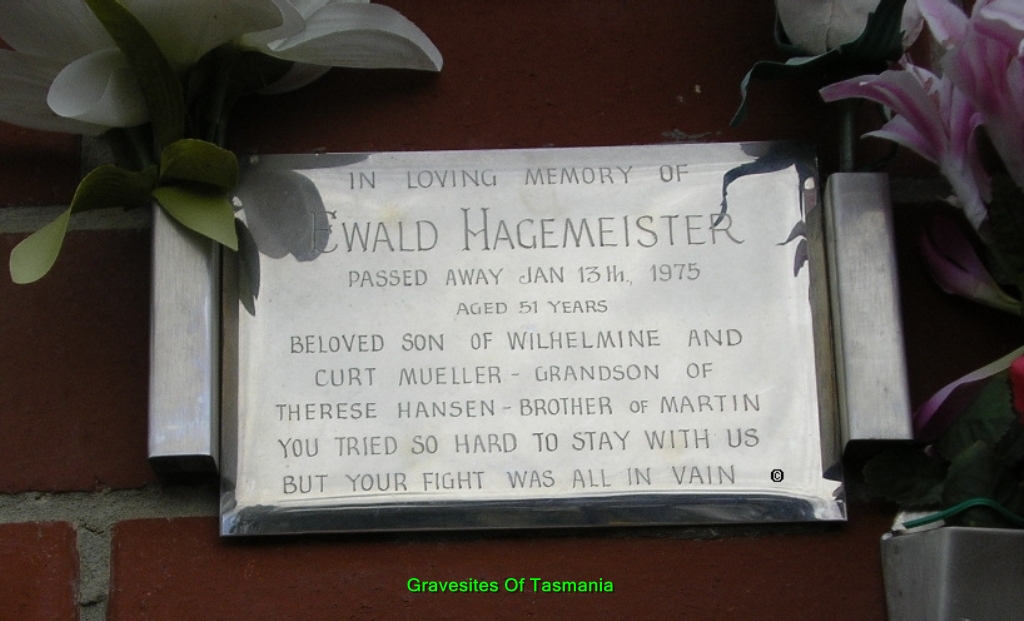 IN LOVING MEMORY OF
EWALD HAGEMEISTER
PASSED AWAY JAN 13th., 1975
AGED 51 YEARS
BELOVED SON OF WILHELMINE AND
CURT MUELLER - GRANDSON OF
THERESE HANSEN - BROTHER OF MARTIN
YOU TRIED SO HARD TO STAY WITH US
BUT YOUR FIGHT WAS ALL IN VAIN ©
Gravesites Of Tasmania